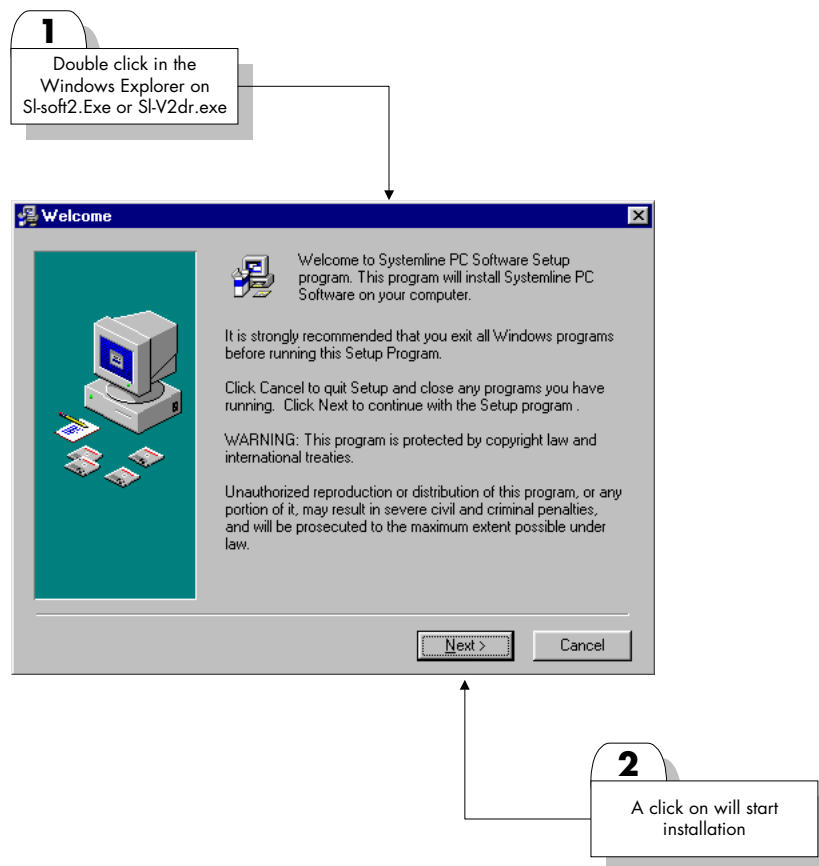 1
Double click in the
Windows Explorer on
Sl-soft2.Exe or Sl-V2dr.exe
Welcome
Welcome to Systemline PC Software Setup
program. This program will install Systemline PC
Software on your computer.
It is strongly recommended that you exit all Windows programs
before running this Setup Program.
Click Cancel to quit Setup and close any programs you have
running. Click Next to continue with the Setup program .
WARNING: This program is protected by copyright law and
international treaties.
Unauthorized reproduction or distribution of this program, or any
portion of it, may result in severe civil and criminal penalties,
and will be prosecuted to the maximum extent possible under
law.
Next >
Cancel
2
A click on will start
installation